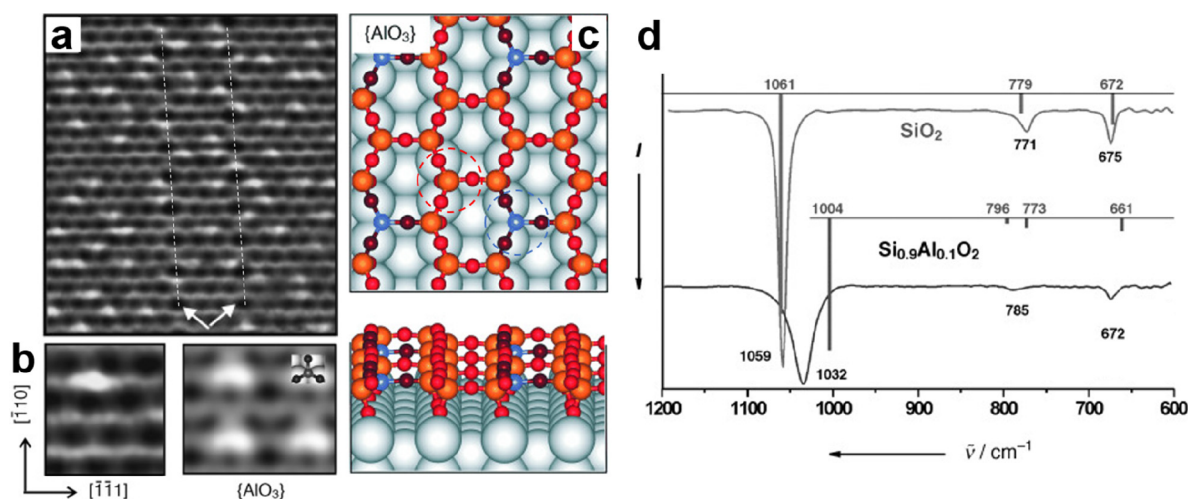 a
b
[1̄10]
[1̄1̄1]
{AlO₃}
{AlO₃}
c
d
1061
779
672
SiO₂
771
675
1004
796
773
661
Si₀.₉Al₀.₁O₂
785
672
1059
1032
I
1200
1100
1000
900
800
700
600
ν̃ / cm⁻¹